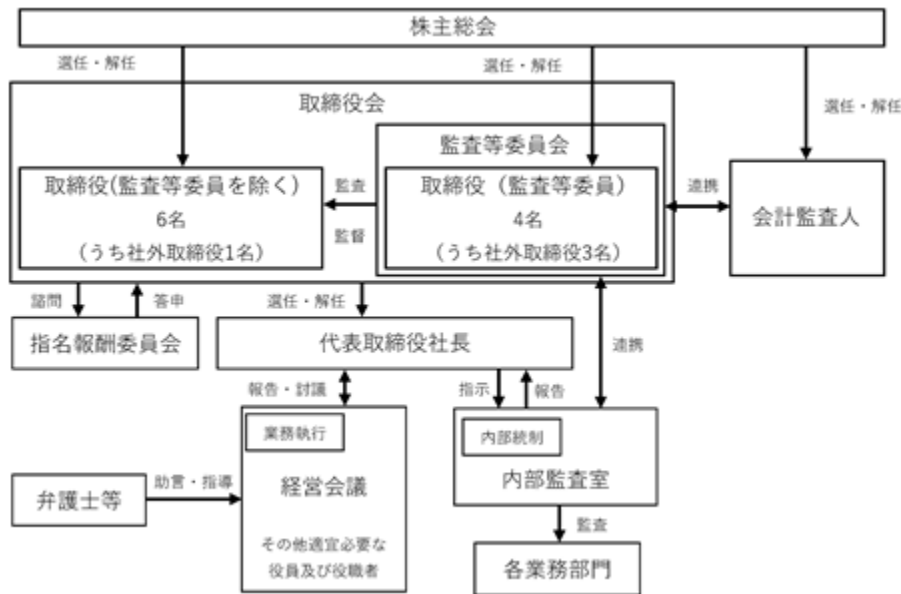 株主総会
選任・解任
選任・解任
選任・解任
取締役会
監査等委員会
取締役(監査等委員を除く)
6名
(うち社外取締役1名)
監査
監督
取締役（監査等委員）
4名
(うち社外取締役3名)
連携
会計監査人
諮問
答申
選任・解任
連携
指名報酬委員会
代表取締役社長
報告・討議
指示
報告
業務執行
経営会議
その他適宜必要な
役員及び役職者
内部統制
内部監査室
弁護士等
助言・指導
監査
各業務部門